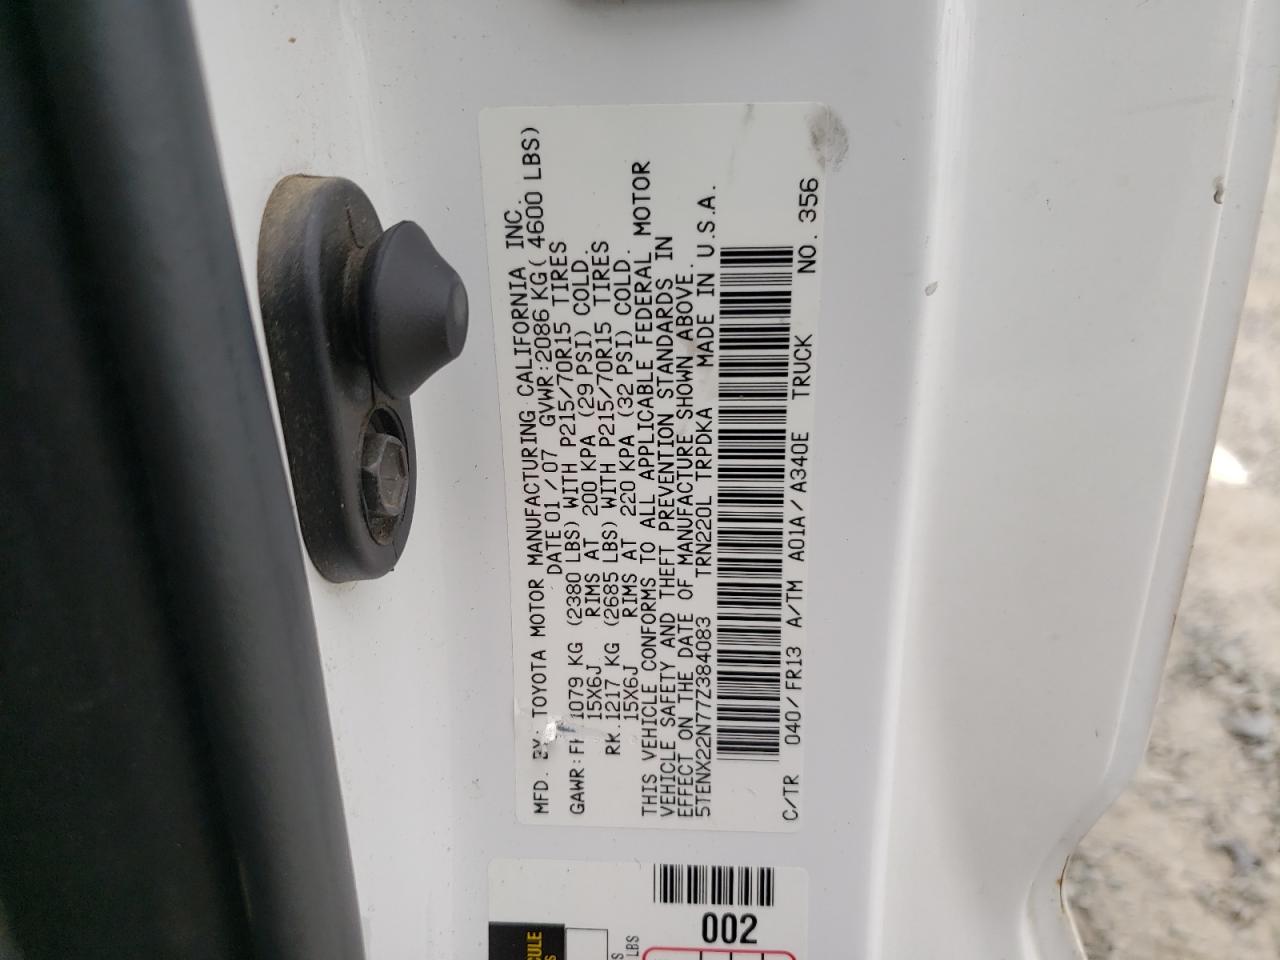 MFD. BY: TOYOTA MOTOR MANUFACTURING CALIFORNIA, INC.
DATE 01/07 GVWR:2086 KG( 4600 LBS)
GAWR:FR 1079 KG (2380 LBS) WITH P215/70R15 TIRES
15X6J RIMS AT 200 KPA (29 PSI) COLD.
RR.1217 KG (2685 LBS) WITH P215/70R15 TIRES
15X6J RIMS AT 220 KPA (32 PSI) COLD.
THIS VEHICLE CONFORMS TO ALL APPLICABLE FEDERAL MOTOR
VEHICLE SAFETY AND THEFT PREVENTION STANDARDS IN
EFFECT ON THE DATE OF MANUFACTURE SHOWN ABOVE.
5TENX22N77Z384083 TRN220L TRPDKA MADE IN U.S.A.
C/TR 040/FR13 A/TM A01A/A340E TRUCK NO. 356
002
LBS